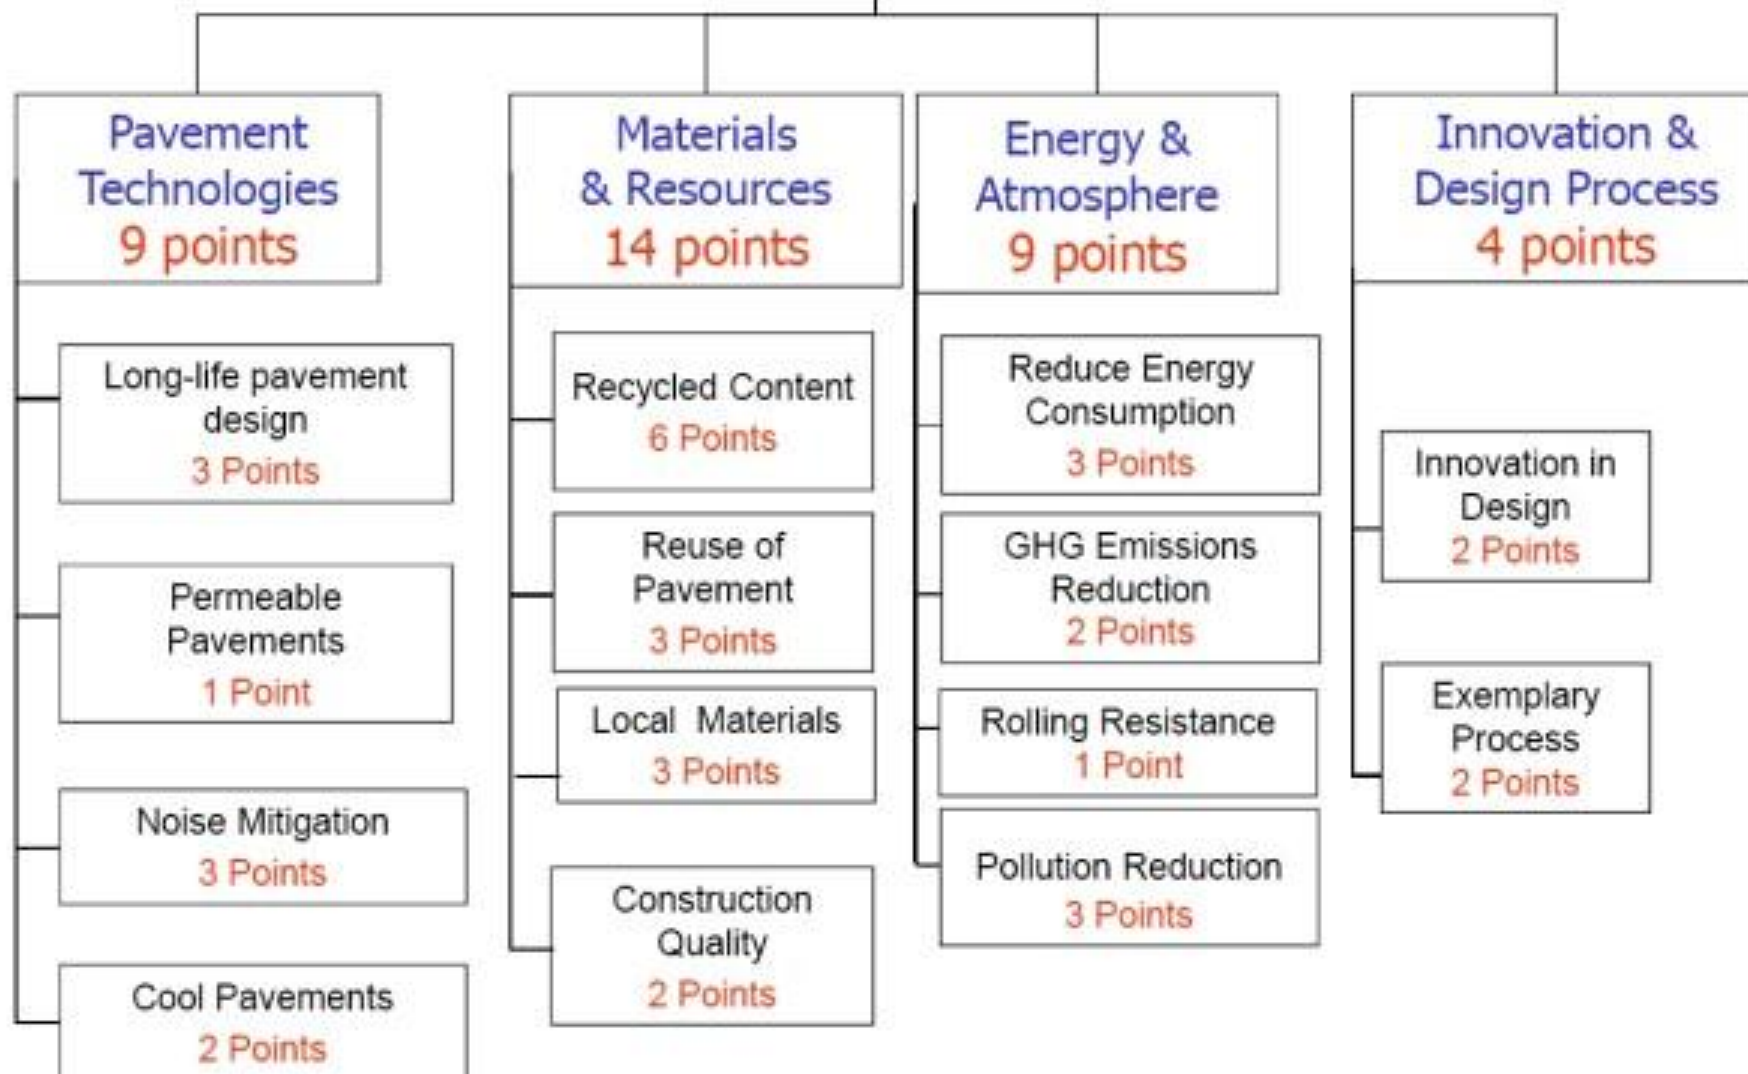 Pavement
Technologies
9 points
Long-life pavement
design
3 Points
Permeable
Pavements
1 Point
Noise Mitigation
3 Points
Cool Pavements
2 Points
Materials
& Resources
14 points
Recycled Content
6 Points
Reuse of
Pavement
3 Points
Local Materials
3 Points
Construction
Quality
2 Points
Energy &
Atmosphere
9 points
Reduce Energy
Consumption
3 Points
GHG Emissions
Reduction
2 Points
Rolling Resistance
1 Point
Pollution Reduction
3 Points
Innovation &
Design Process
4 points
Innovation in
Design
2 Points
Exemplary
Process
2 Points